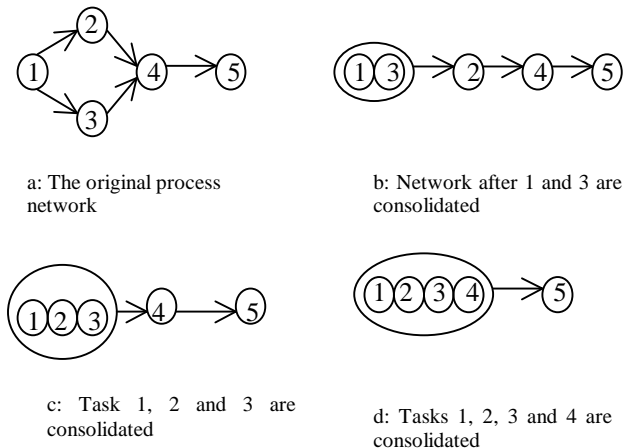 2
1 4 5
3
1 3 2 4 5
a: The original process
network
b: Network after 1 and 3 are
consolidated
1 2 3 4 5
1 2 3 4 5
c: Task 1, 2 and 3 are
consolidated
d: Tasks 1, 2, 3 and 4 are
consolidated